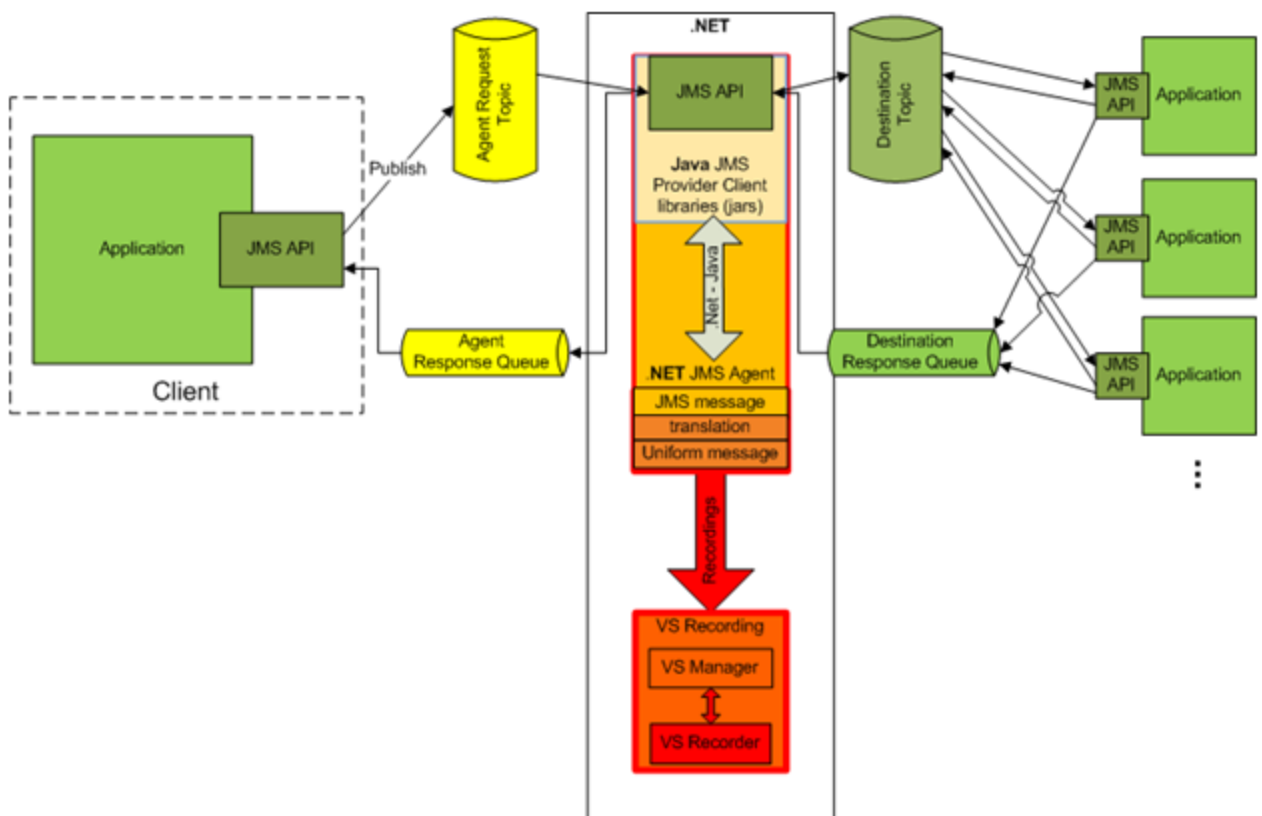 .NET
Agent Request
Topic
JMS API
Destination
Topic
JMS
API
Application
Publish
Java JMS
Provider Client
libraries (jars)
Application
JMS API
Client
JMS
API
Application
.Net - Java
Agent
Response Queue
Destination
Response Queue
JMS
API
Application
.NET JMS Agent
JMS message
translation
Uniform message
Recordings
VS Recording
VS Manager
VS Recorder